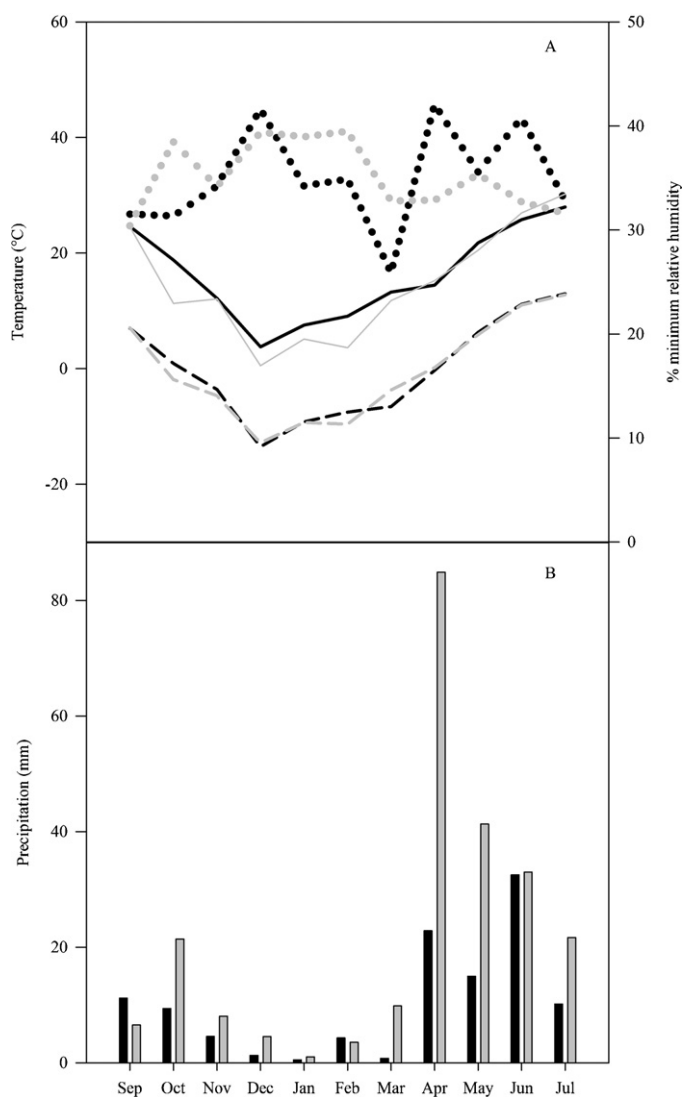 60
50
A
40
40
30
20
20
0
10
-20
0
Temperature (°C)
% minimum relative humidity
B
80
60
40
20
0
Precipitation (mm)
Sep Oct Nov Dec Jan Feb Mar Apr May Jun Jul